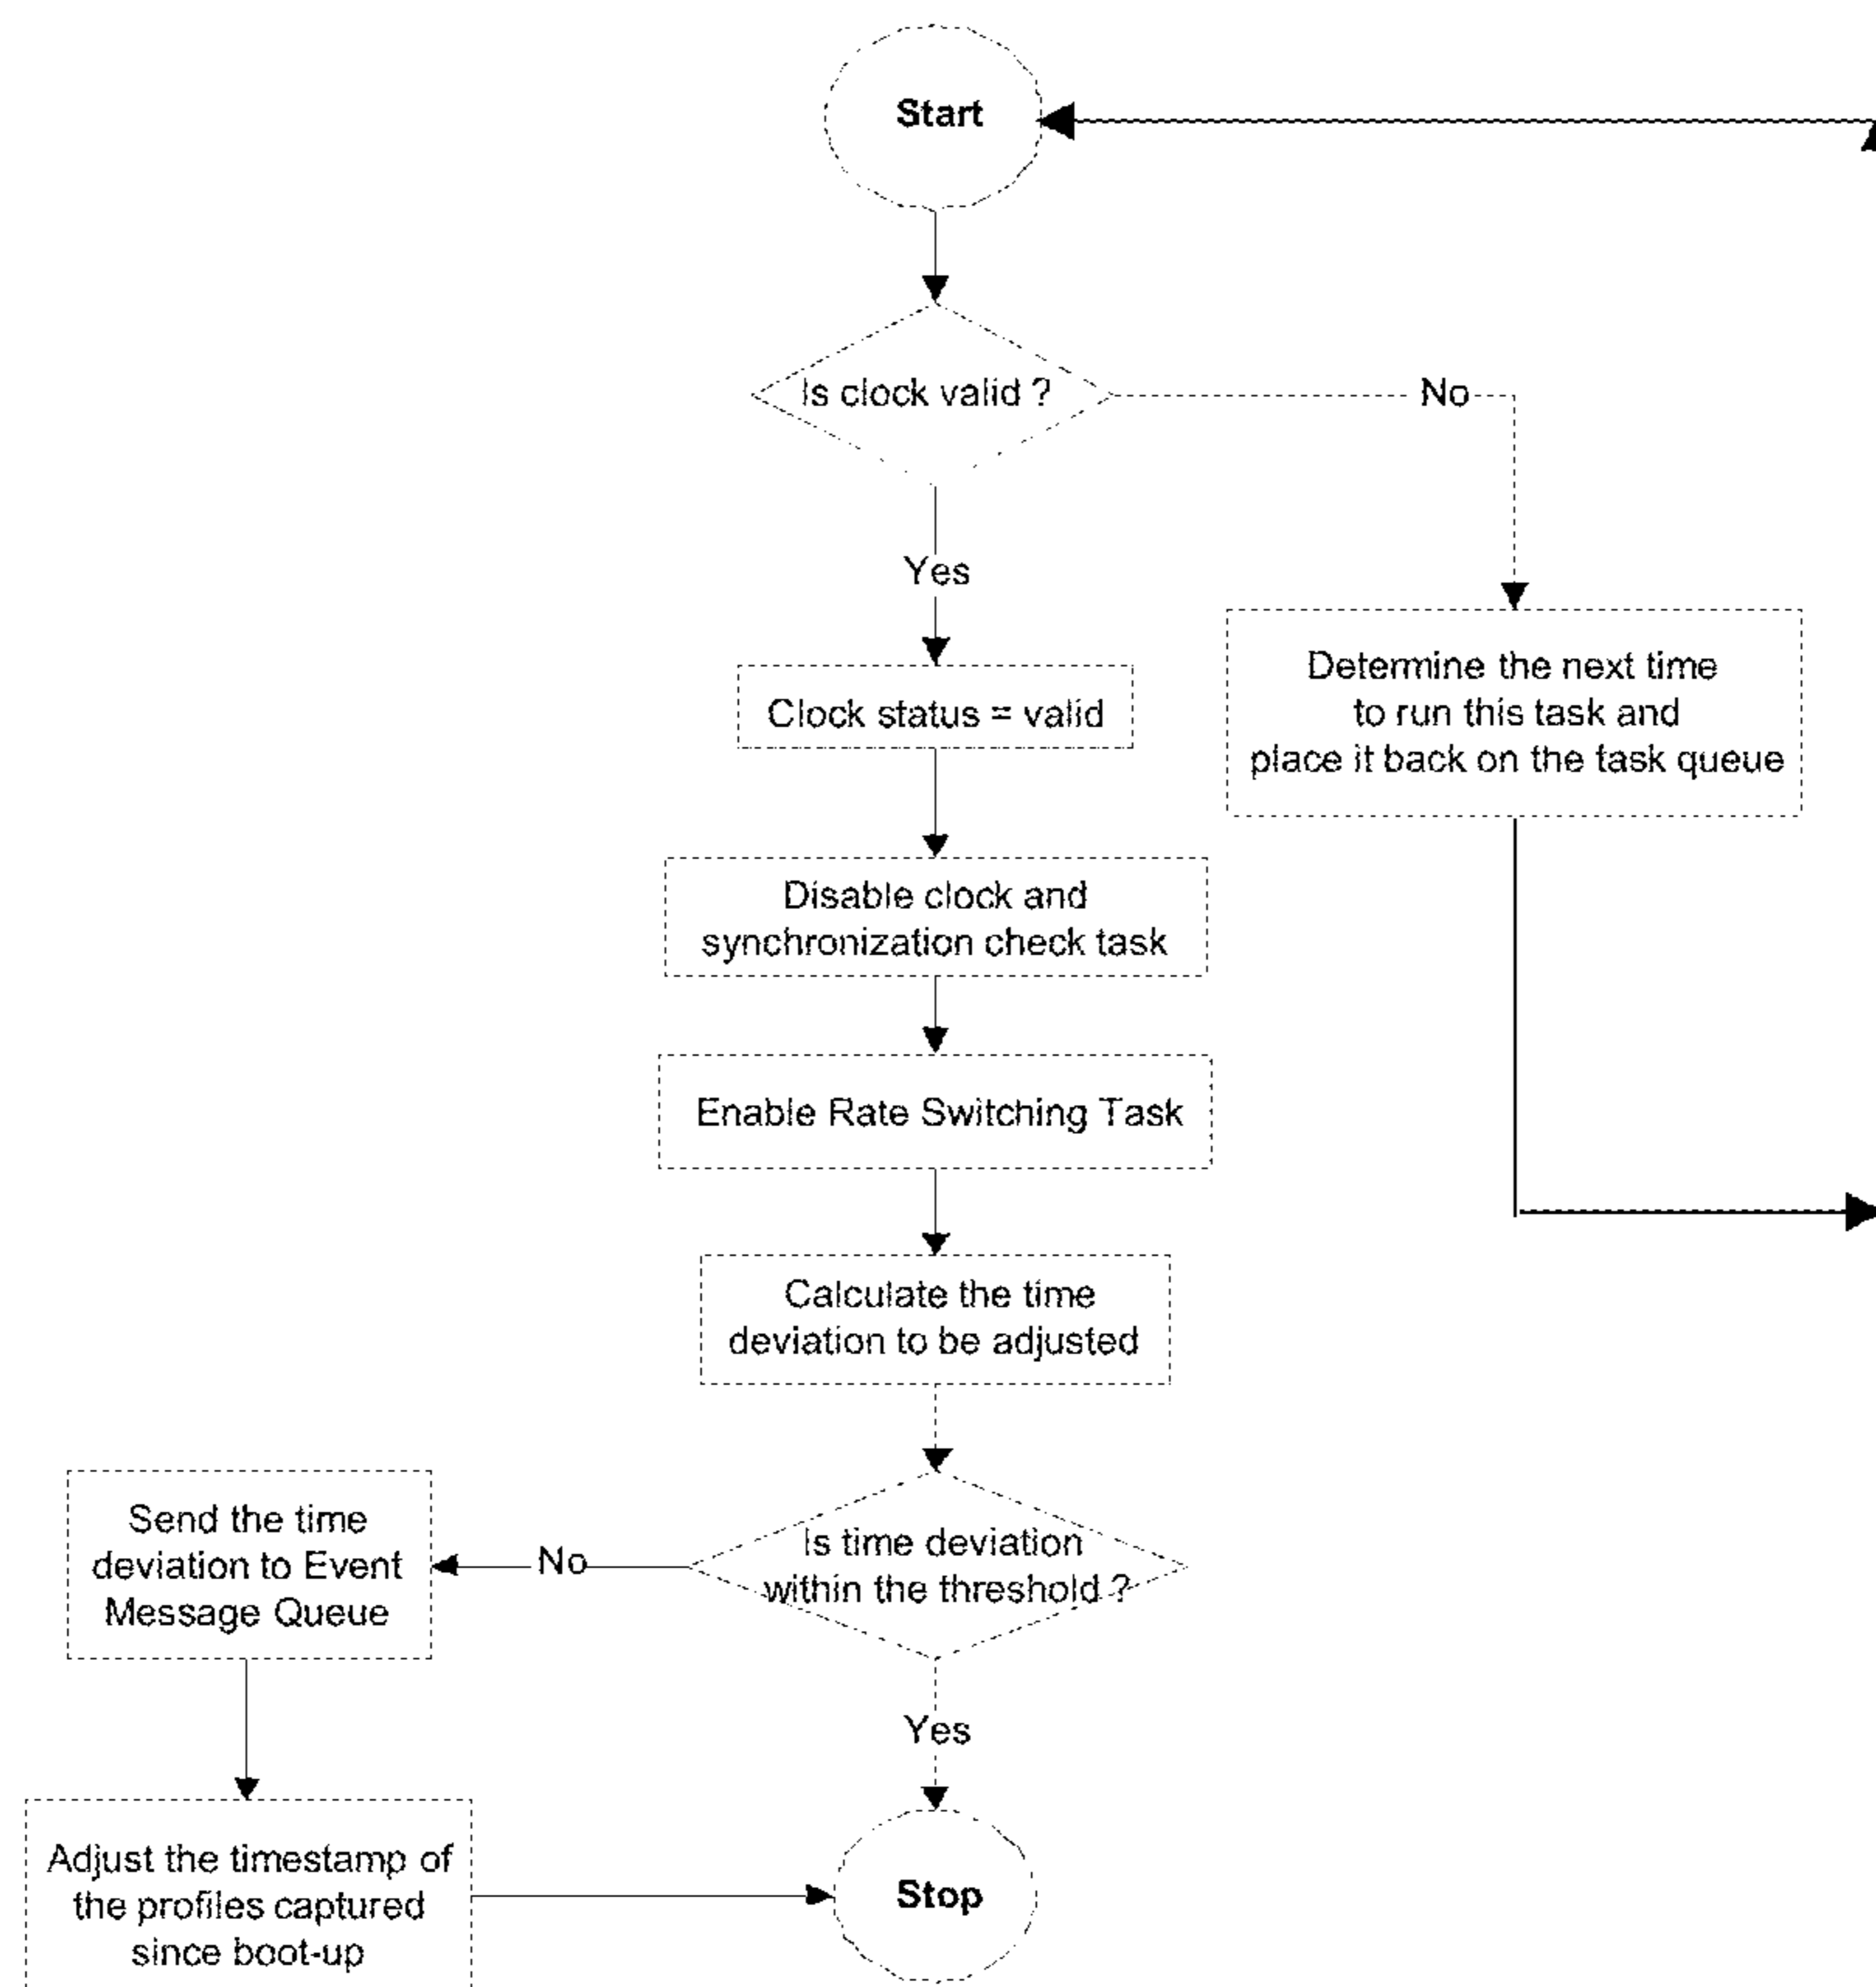 Start
Is clock valid ?
No
Yes
Clock status = valid
Determine the next time
to run this task and
place it back on the task queue
Disable clock and
synchronization check task
Enable Rate Switching Task
Calculate the time
deviation to be adjusted
Is time deviation
within the threshold ?
No
Send the time
deviation to Event
Message Queue
Yes
Adjust the timestamp of
the profiles captured
since boot-up
Stop